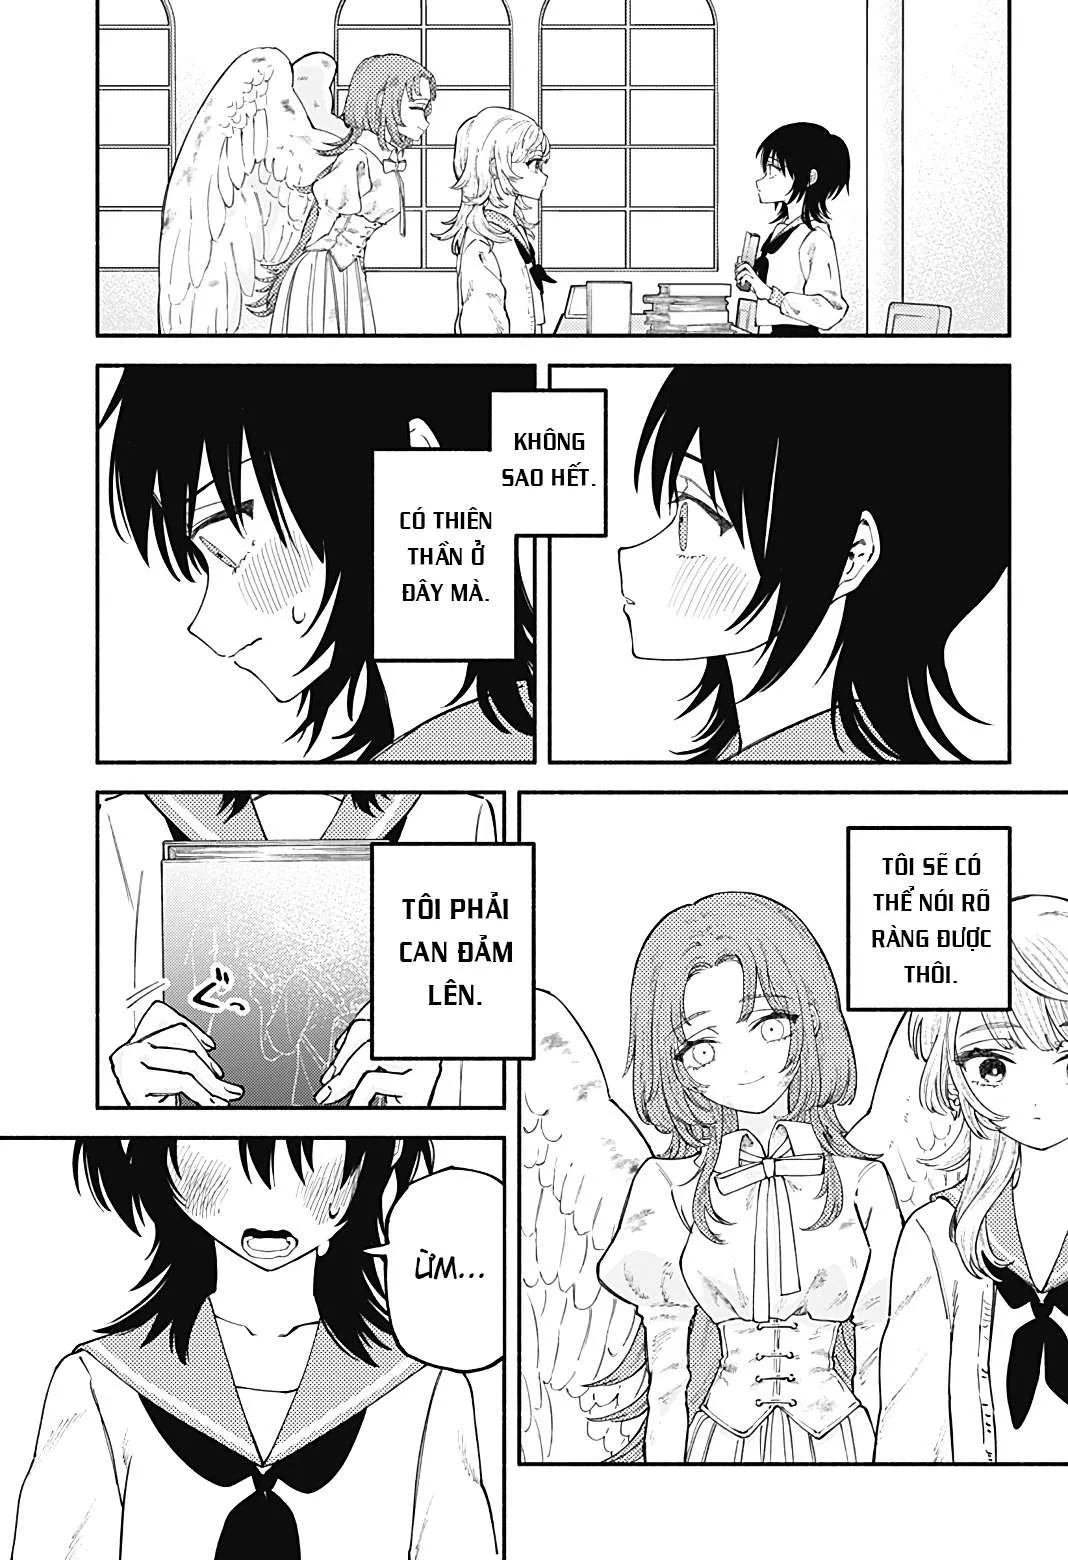 KHÔNG
SAO HẾT.
CÓ THIÊN
THẦN Ở
ĐÂY MÀ.
TÔI SẼ CÓ
THỂ NÓI RÕ
RÀNG ĐƯỢC
THÔI.
TÔI PHẢI
CAN ĐẢM
LÊN.
ぐっ
ỪM...